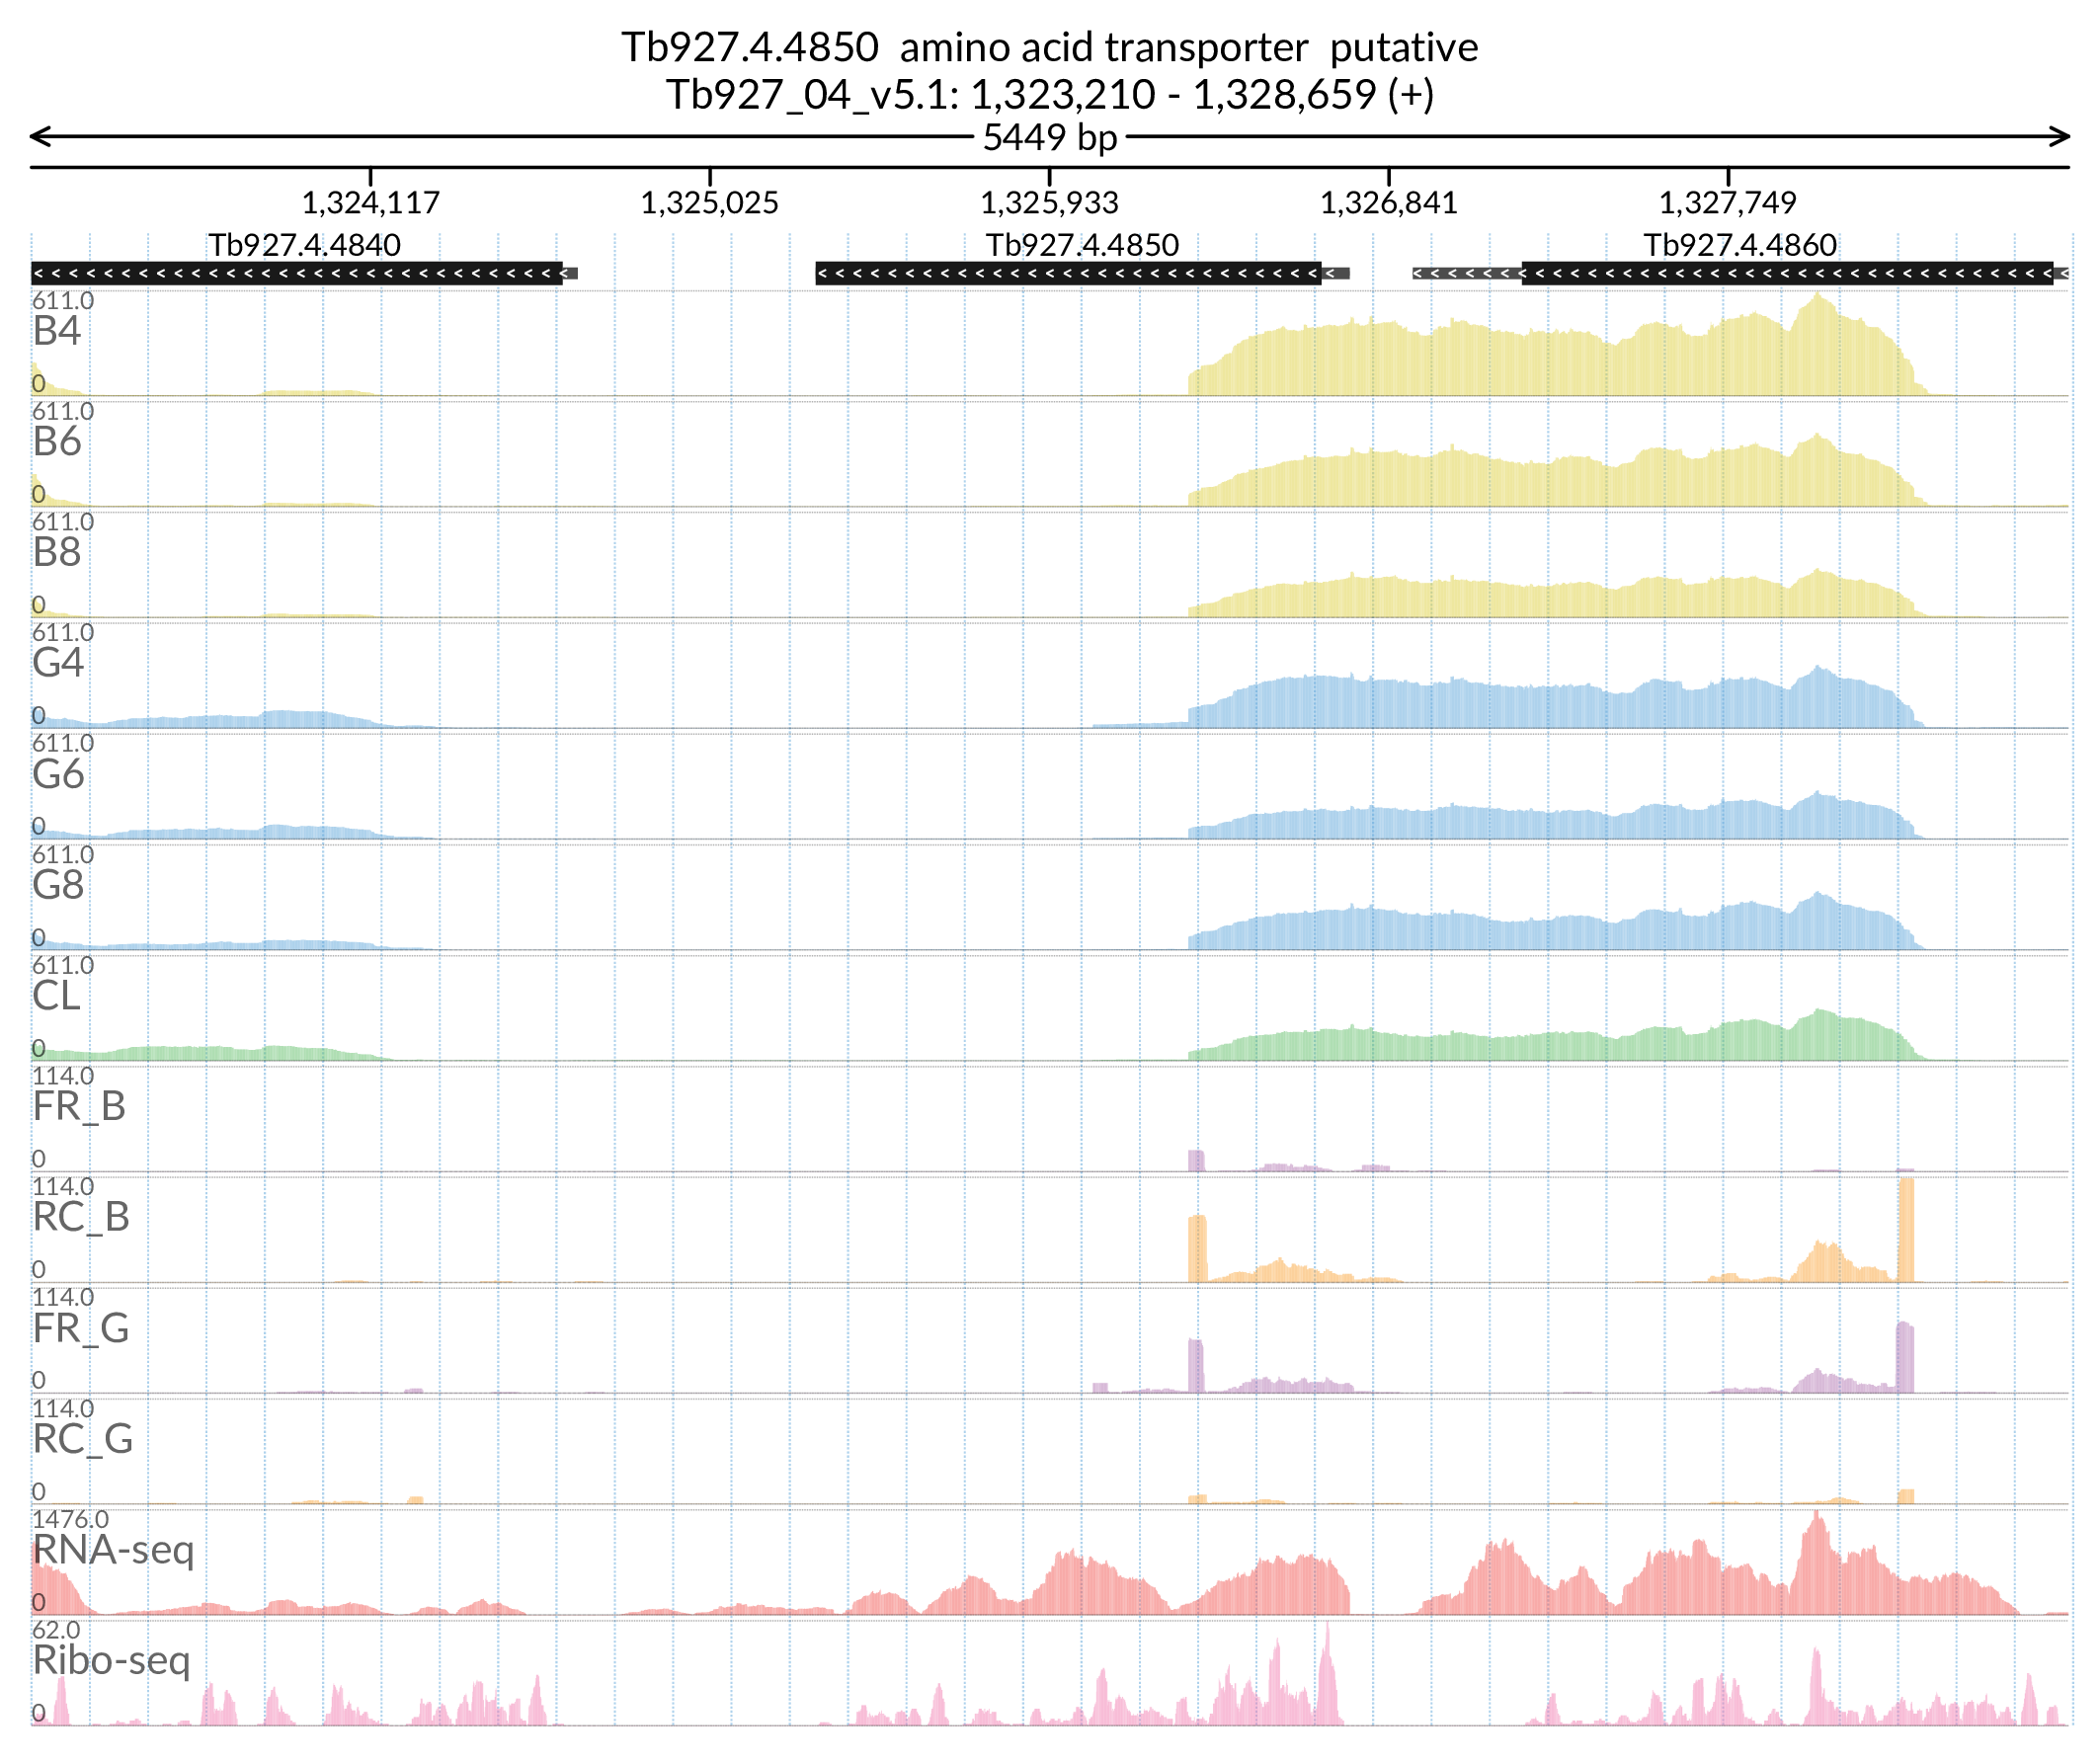 Tb927.4.4850 amino acid transporter putative
Tb927_04_v5.1: 1,323,210 - 1,328,659 (+)
5449 bp
1,324,117 1,325,025 1,325,933 1,326,841 1,327,749
Tb927.4.4840 Tb927.4.4850 Tb927.4.4860
611.0
B4
0
611.0
B6
0
611.0
B8
0
611.0
G4
0
611.0
G6
0
611.0
G8
0
611.0
CL
0
114.0
FR_B
0
114.0
RC_B
0
114.0
FR_G
0
114.0
RC_G
0
1476.0
RNA-seq
0
62.0
Ribo-seq
0